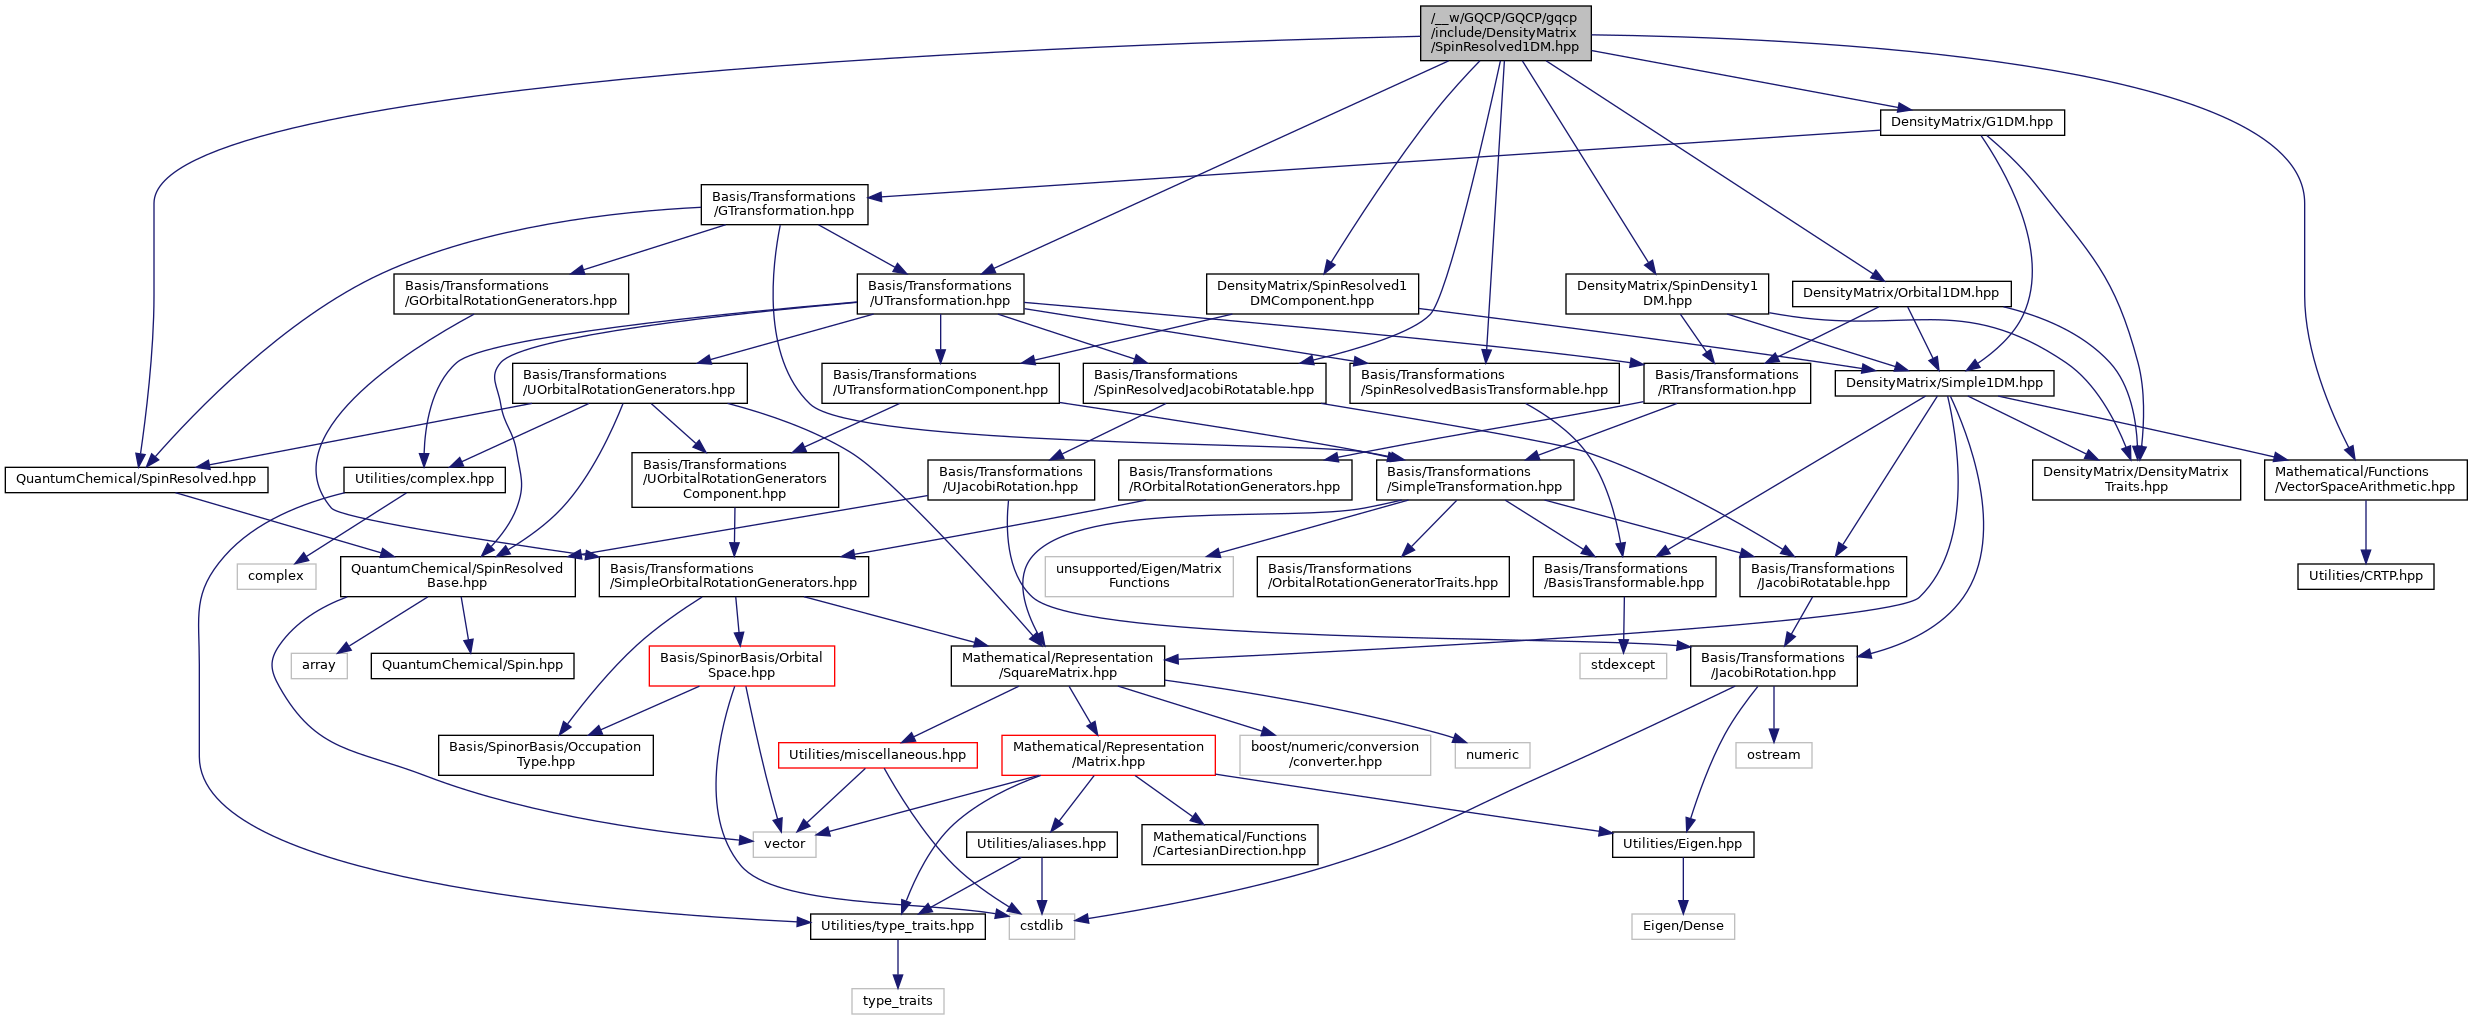 /__w/GQCP/GQCP/gqcp
/include/DensityMatrix
/SpinResolved1DM.hpp
DensityMatrix/G1DM.hpp
Basis/Transformations
/GTransformation.hpp
Basis/Transformations
/GOrbitalRotationGenerators.hpp
Basis/Transformations
/UTransformation.hpp
DensityMatrix/SpinResolved1
DMComponent.hpp
DensityMatrix/SpinDensity1
DM.hpp
DensityMatrix/Orbital1DM.hpp
Basis/Transformations
/UOrbitalRotationGenerators.hpp
Basis/Transformations
/UTransformationComponent.hpp
Basis/Transformations
/SpinResolvedJacobiRotatable.hpp
Basis/Transformations
/SpinResolvedBasisTransformable.hpp
Basis/Transformations
/RTransformation.hpp
DensityMatrix/Simple1DM.hpp
QuantumChemical/SpinResolved.hpp
Utilities/complex.hpp
Basis/Transformations
/UOrbitalRotationGenerators
Component.hpp
Basis/Transformations
/UJacobiRotation.hpp
Basis/Transformations
/ROrbitalRotationGenerators.hpp
Basis/Transformations
/SimpleTransformation.hpp
DensityMatrix/DensityMatrix
Traits.hpp
Mathematical/Functions
/VectorSpaceArithmetic.hpp
complex
QuantumChemical/SpinResolved
Base.hpp
Basis/Transformations
/SimpleOrbitalRotationGenerators.hpp
unsupported/Eigen/Matrix
Functions
Basis/Transformations
/OrbitalRotationGeneratorTraits.hpp
Basis/Transformations
/BasisTransformable.hpp
Basis/Transformations
/JacobiRotatable.hpp
Utilities/CRTP.hpp
array
QuantumChemical/Spin.hpp
Basis/SpinorBasis/Orbital
Space.hpp
Mathematical/Representation
/SquareMatrix.hpp
stdexcept
Basis/Transformations
/JacobiRotation.hpp
Basis/SpinorBasis/Occupation
Type.hpp
Utilities/miscellaneous.hpp
Mathematical/Representation
/Matrix.hpp
boost/numeric/conversion
/converter.hpp
numeric
ostream
vector
Utilities/aliases.hpp
Mathematical/Functions
/CartesianDirection.hpp
Utilities/Eigen.hpp
Utilities/type_traits.hpp
cstdlib
Eigen/Dense
type_traits